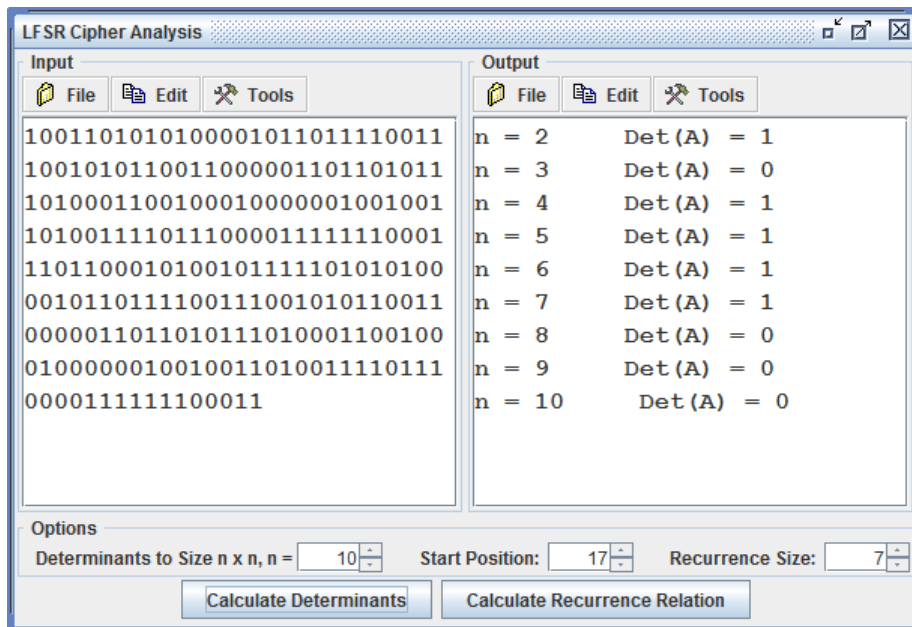 LFSR Cipher Analysis
Input
File Edit Tools
1001101010100001011011110011
1001010110011000001101101011
1010001100100010000001001001
1010011110111000011111110001
1101100010100101111101010100
0010110111100111001010110011
0000011011010111010001100100
0100000010010011010011110111
0000111111100011
Output
File Edit Tools
n = 2 Det(A) = 1
n = 3 Det(A) = 0
n = 4 Det(A) = 1
n = 5 Det(A) = 1
n = 6 Det(A) = 1
n = 7 Det(A) = 1
n = 8 Det(A) = 0
n = 9 Det(A) = 0
n = 10 Det(A) = 0
Options
Determinants to Size n x n, n = 10 Start Position: 17 Recurrence Size: 7
Calculate Determinants Calculate Recurrence Relation